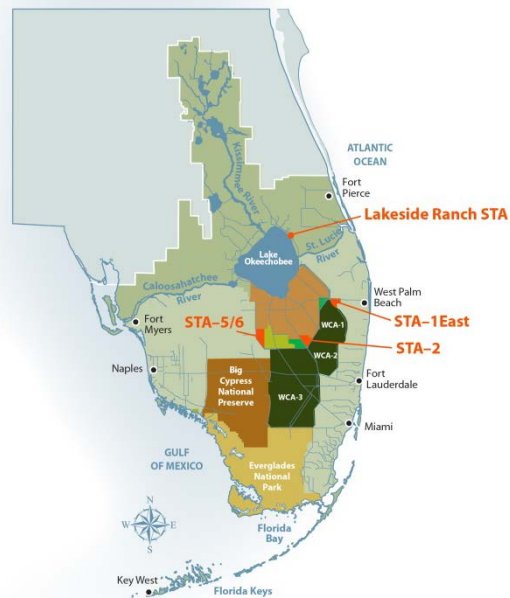 ATLANTIC
OCEAN
Kissimmee River
Fort
Pierce
Lakeside Ranch STA
St. Lucie
River
Lake
Okeechobee
Caloosahatchee
River
West Palm
Beach
STA–1East
Fort
Myers
STA–5/6
WCA-1
STA–2
WCA-2
Naples
Big
Cypress
National
Preserve
WCA-3
Fort
Lauderdale
Miami
GULF
OF MEXICO
Everglades
National
Park
N
W
E
S
Florida
Bay
Key West
Florida Keys